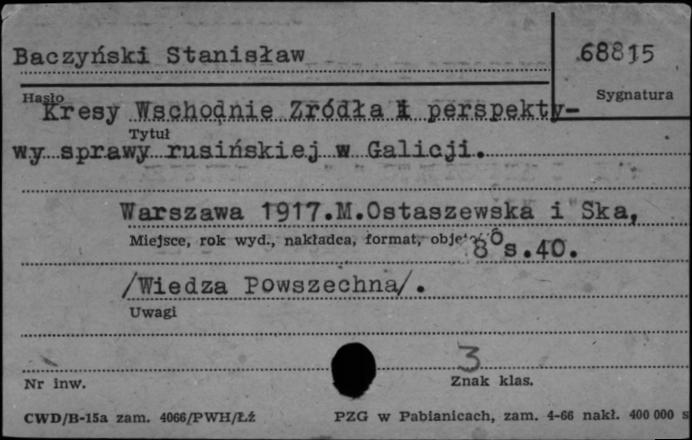 Baczyński Stanisław 68815
Hasło Sygnatura
Kresy Wschodnie Zródła i perspekty-
Tytuł
wy sprawy rusińskiej w Galicji.
Warszawa 1917.M.Ostaszewska i Ska,
Miejsce, rok wyd., nakładca, format, objętość
8° s.40.
/Wiedza Powszechna/.
Uwagi
3
Nr inw. Znak klas.
CWD/B-15a zam. 4066/PWH/Łź PZG w Pabianicach, zam. 4-66 nakł. 400 000 s